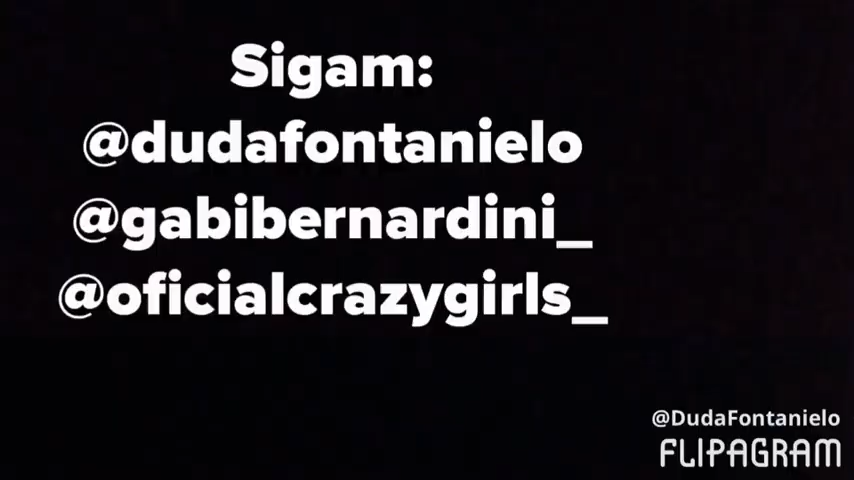 Sigam:
@dudafontanielo
@gabibernardini_
@oficialcrazygirls_
@DudaFontanielo
FLIPAGRAM